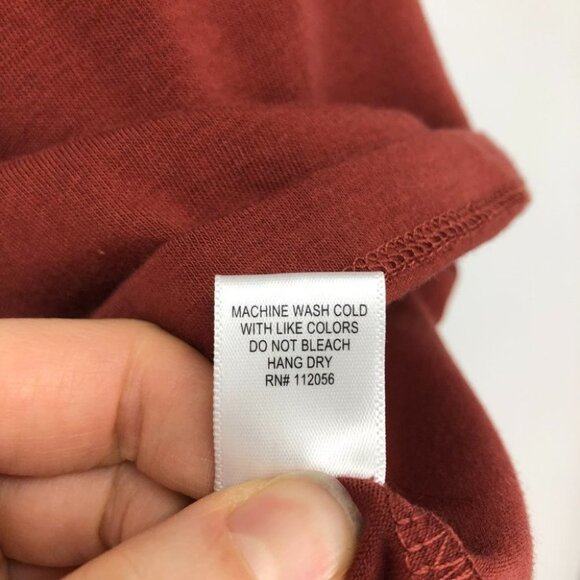 MACHINE WASH COLD
WITH LIKE COLORS
DO NOT BLEACH
HANG DRY
RN# 112056